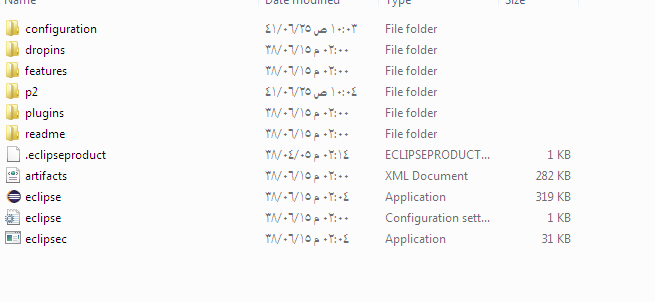 Name Date modified Type Size
configuration ٤١/٠٦/٢٥ ص ١٠:٠٣ File folder
dropins ٣٨/٠٦/١٥ م ٠٢:٠٠ File folder
features ٣٨/٠٦/١٥ م ٠٢:٠٠ File folder
p2 ٤١/٠٦/٢٥ ص ١٠:٠٤ File folder
plugins ٣٨/٠٦/١٥ م ٠٢:٠٠ File folder
readme ٣٨/٠٦/١٥ م ٠٢:٠٠ File folder
.eclipseproduct ٣٨/٠٤/٠٥ م ٠٢:١٤ ECLIPSEPRODUCT... 1 KB
artifacts ٣٨/٠٦/١٥ م ٠٢:٠٠ XML Document 282 KB
eclipse ٣٨/٠٦/١٥ م ٠٢:٠٤ Application 319 KB
eclipse ٣٨/٠٦/١٥ م ٠٢:٠٠ Configuration sett... 1 KB
eclipsec ٣٨/٠٦/١٥ م ٠٢:٠٤ Application 31 KB